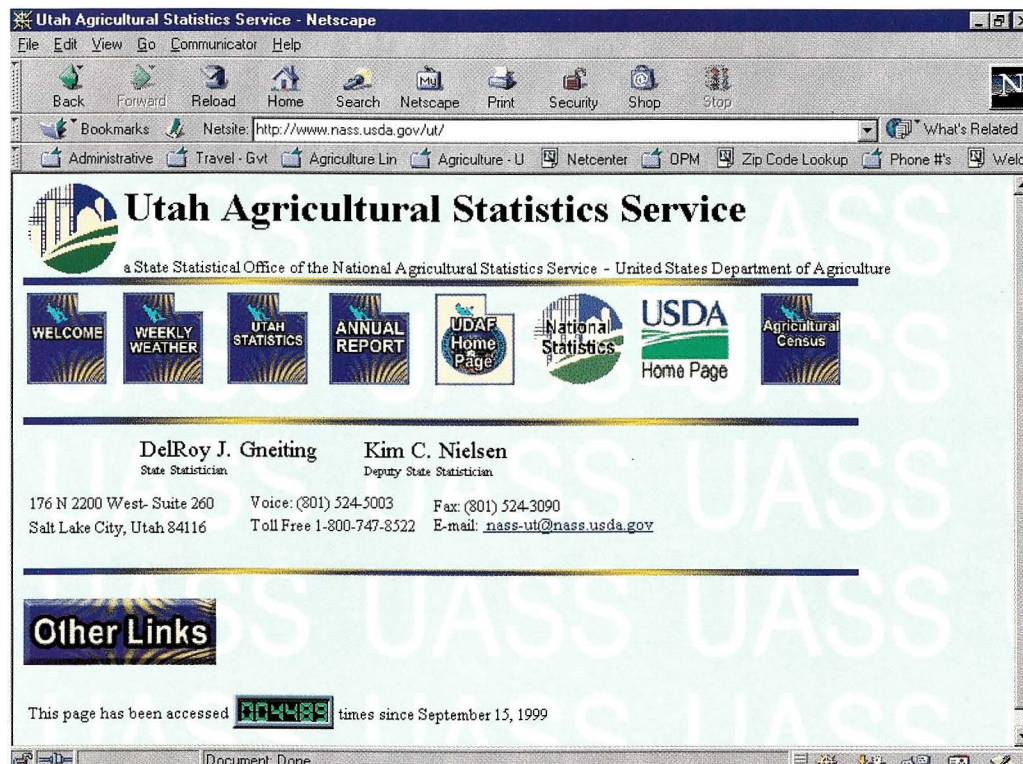 Utah Agricultural Statistics Service - Netscape
File Edit View Go Communicator Help
Back Forward Reload Home Search Netscape Print Security Shop Stop
My
N
Bookmarks Netsite: http://www.nass.usda.gov/ut/ What's Related
Administrative Travel - Gvt Agriculture Lin Agriculture - U Netcenter OPM Zip Code Lookup Phone #'s Welc
Utah Agricultural Statistics Service
a State Statistical Office of the National Agricultural Statistics Service - United States Department of Agriculture
WELCOME
WEEKLY
WEATHER
UTAH
STATISTICS
ANNUAL
REPORT
UDAF
Home
Page
National
Statistics
USDA
Home Page
Agricultural
Census
DelRoy J. Gneiting Kim C. Nielsen
State Statistician Deputy State Statistician
176 N 2200 West- Suite 260 Voice: (801) 524-5003 Fax: (801) 524-3090
Salt Lake City, Utah 84116 Toll Free 1-800-747-8522 E-mail: nass-ut@nass.usda.gov
Other Links
This page has been accessed 004489 times since September 15, 1999
UASS UASS UASS
Document: Done